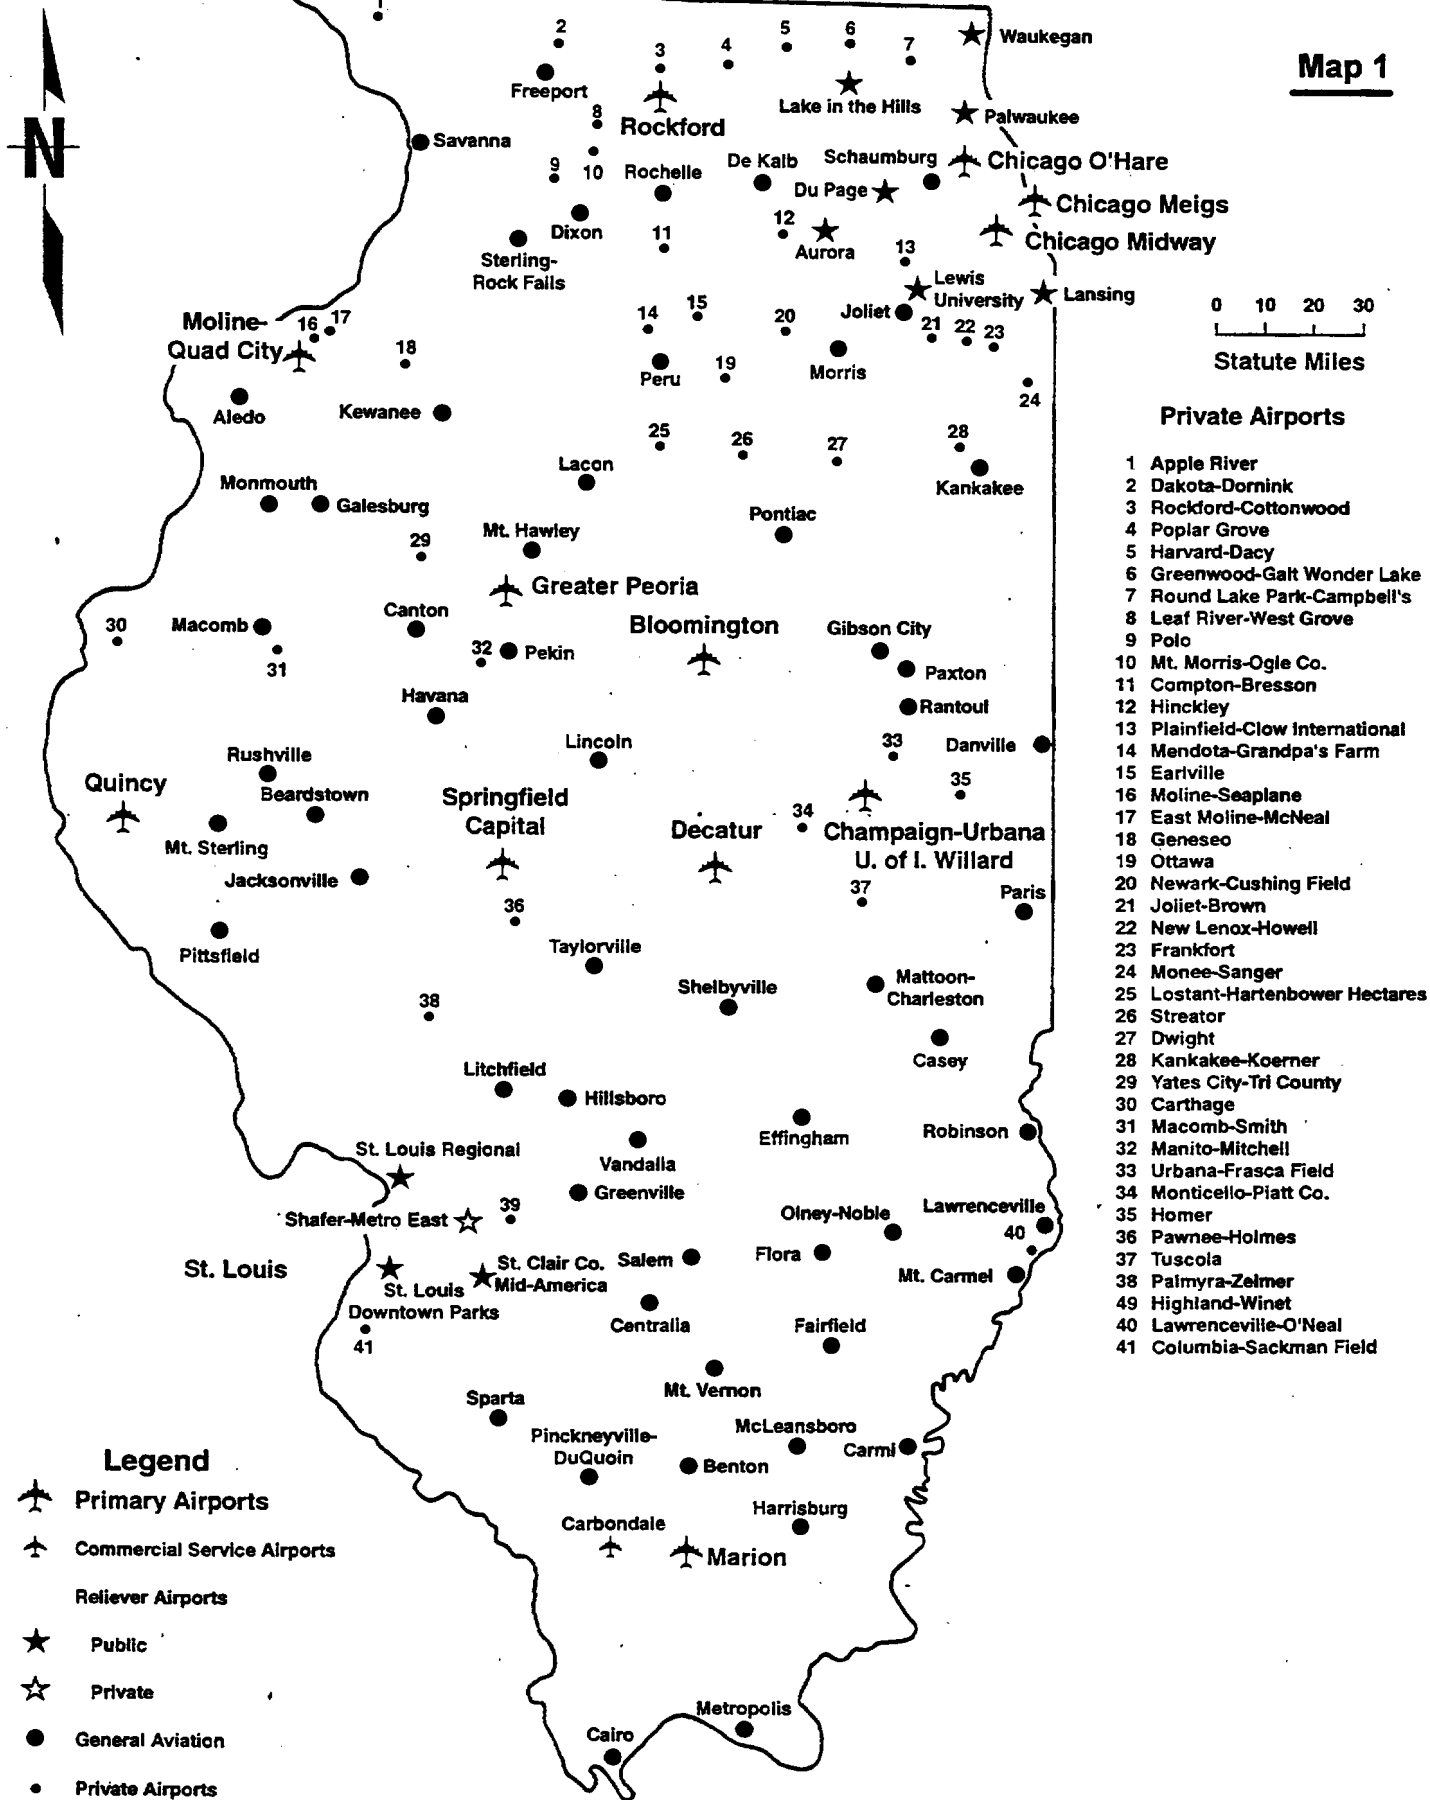 1
2
3
4
5
6
7
Waukegan
Map 1
Freeport
Lake in the Hills
8
Rockford
Palwaukee
Savanna
9
10
Rochelle
De Kalb
Schaumburg
Chicago O'Hare
Du Page
Chicago Meigs
Dixon
11
12
Aurora
13
Chicago Midway
Sterling-
Rock Falls
Lewis
University
Lansing
N
Moline-
Quad City
16
17
14
15
20
Joliet
21
22
23
0 10 20 30
Statute Miles
18
Peru
19
Morris
24
Aledo
Kewanee
25
26
27
28
Kankakee
Lacon
Monmouth
Galesburg
Pontiac
29
Mt. Hawley
Greater Peoria
30
Macomb
31
Canton
32
Pekin
Bloomington
Gibson City
Paxton
Havana
Rantoul
Lincoln
33
Danville
Rushville
Quincy
Beardstown
Springfield
Capital
35
34
Decatur
Champaign-Urbana
U. of I. Willard
Mt. Sterling
Jacksonville
36
37
Paris
Pittsfield
Taylorville
Mattoon-
Charleston
Shelbyville
38
Casey
Litchfield
Hillsboro
Effingham
Robinson
St. Louis Regional
Vandalia
Greenville
Shafer-Metro East
39
Olney-Noble
Lawrenceville
40
St. Louis
St. Louis
Downtown Parks
St. Clair Co.
Mid-America
Salem
Flora
Mt. Carmel
41
Centralia
Fairfield
Mt. Vernon
Sparta
Pinckneyville-
DuQuoin
McLeansboro
Carmi
Benton
Harrisburg
Carbondale
Marion
Metropolis
Cairo
Private Airports
1 Apple River
2 Dakota-Dornink
3 Rockford-Cottonwood
4 Poplar Grove
5 Harvard-Dacy
6 Greenwood-Galt Wonder Lake
7 Round Lake Park-Campbell's
8 Leaf River-West Grove
9 Polo
10 Mt. Morris-Ogle Co.
11 Compton-Bresson
12 Hinckley
13 Plainfield-Clow International
14 Mendota-Grandpa's Farm
15 Earlville
16 Moline-Seaplane
17 East Moline-McNeal
18 Geneseo
19 Ottawa
20 Newark-Cushing Field
21 Joliet-Brown
22 New Lenox-Howell
23 Frankfort
24 Monee-Sanger
25 Lostant-Hartenbower Hectares
26 Streator
27 Dwight
28 Kankakee-Koerner
29 Yates City-Tri County
30 Carthage
31 Macomb-Smith
32 Manito-Mitchell
33 Urbana-Frasca Field
34 Monticello-Piatt Co.
35 Homer
36 Pawnee-Holmes
37 Tuscola
38 Palmyra-Zelmer
49 Highland-Winet
40 Lawrenceville-O'Neal
41 Columbia-Sackman Field
Legend
Primary Airports
Commercial Service Airports
Reliever Airports
Public
Private
General Aviation
Private Airports